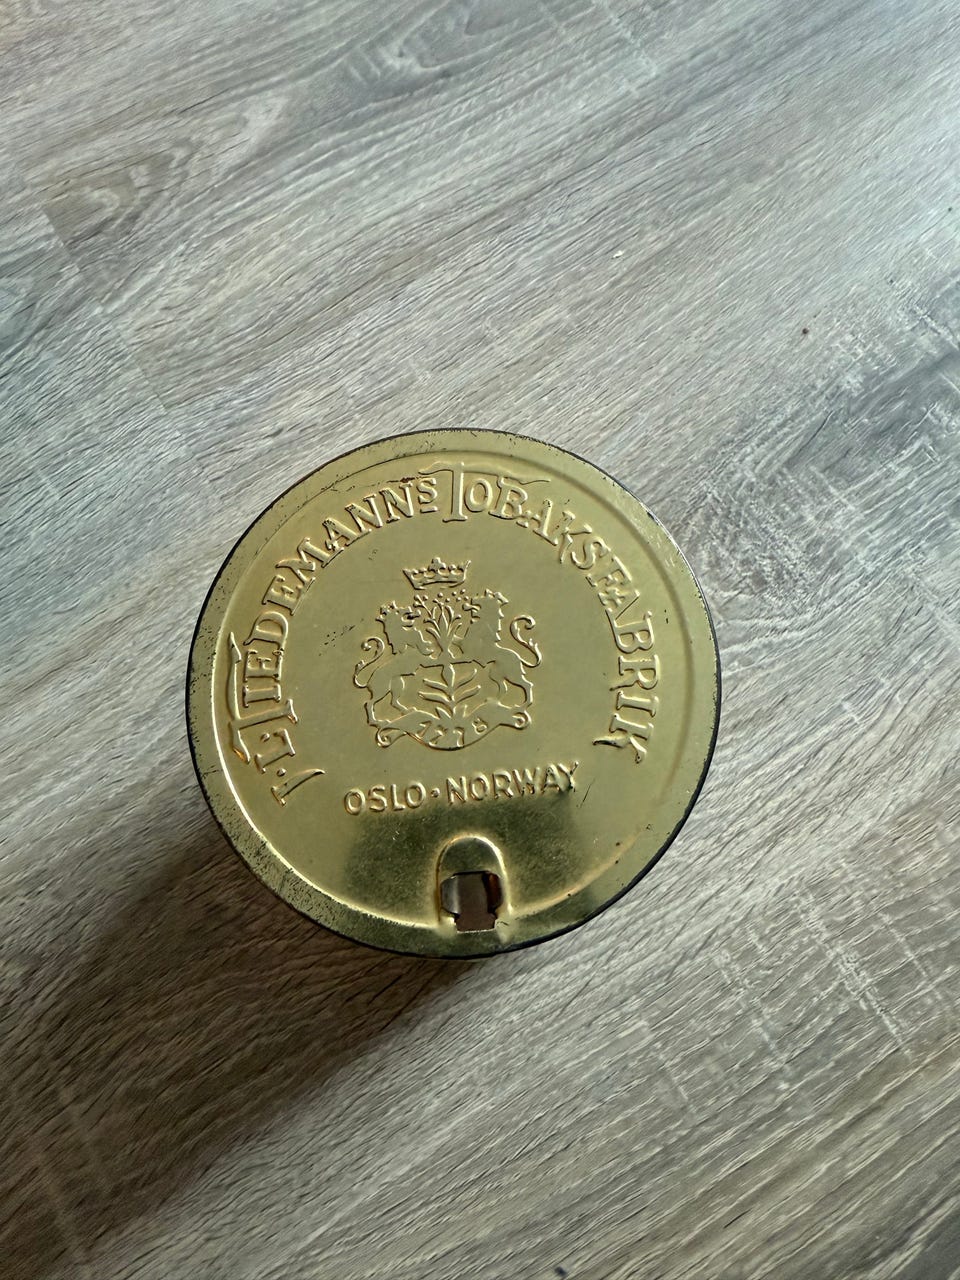 J. L. TIEDEMANNS TOBAKSFABRIK
1778
OSLO • NORWAY